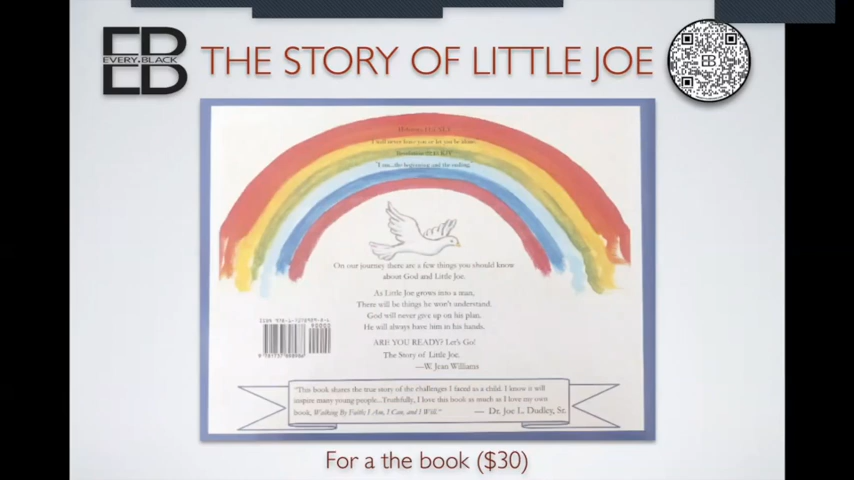 EB
EVERY BLACK
EB
THE STORY OF LITTLE JOE
EB
I will never leave you or let you be alone.
I am...the beginning and the ending.
On our journey there are a few things you should know
about God and Little Joe.
As Little Joe grows into a man,
There will be things he won't understand.
God will never give up on his plan.
He will always have him in his hands.
ARE YOU READY? Let's Go!
The Story of Little Joe.
—W. Jean Williams
90000
"This book shares the true story of the challenges I faced as a child. I know it will
inspire many young people...Truthfully, I love this book as much as I love my own
book, Walking By Faith: I Am, I Can, and I Will."
— Dr. Joe L. Dudley, Sr.
For a the book ($30)